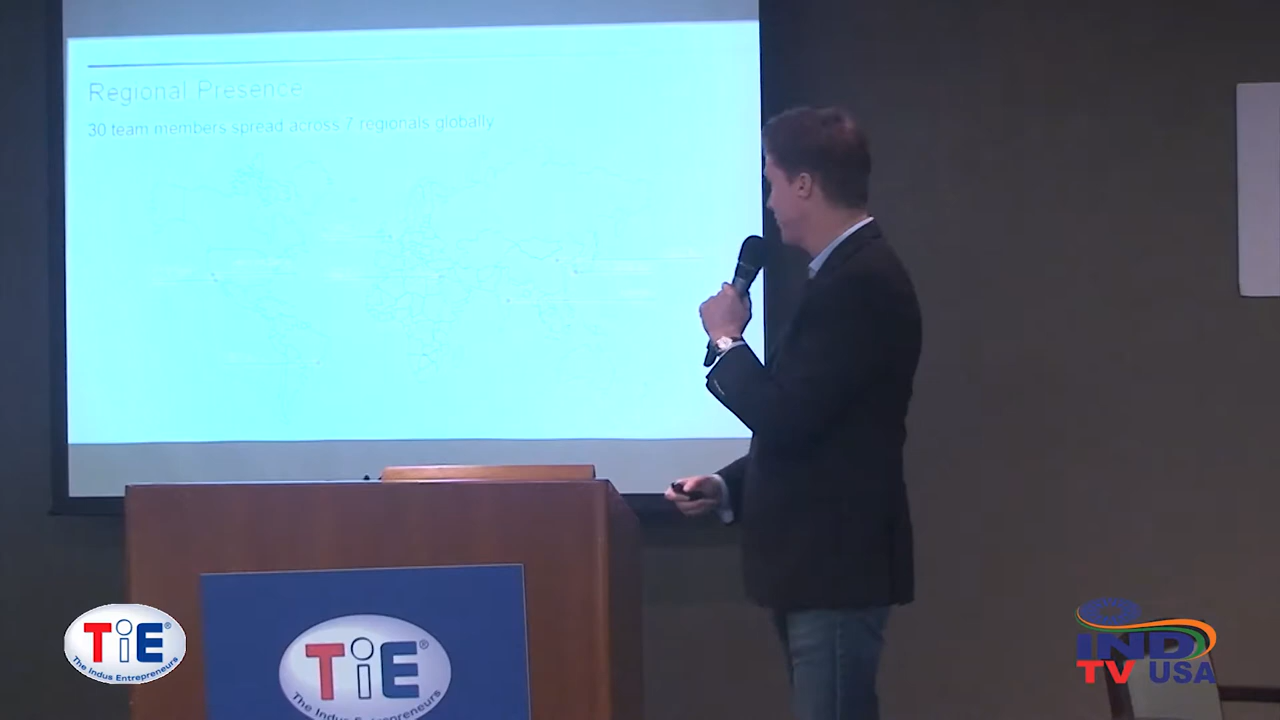 Regional Presence
30 team members spread across 7 regionals globally
TiE®
The Indus Entrepreneurs
TiE®
The Indus Entrepreneurs
IND
TV USA